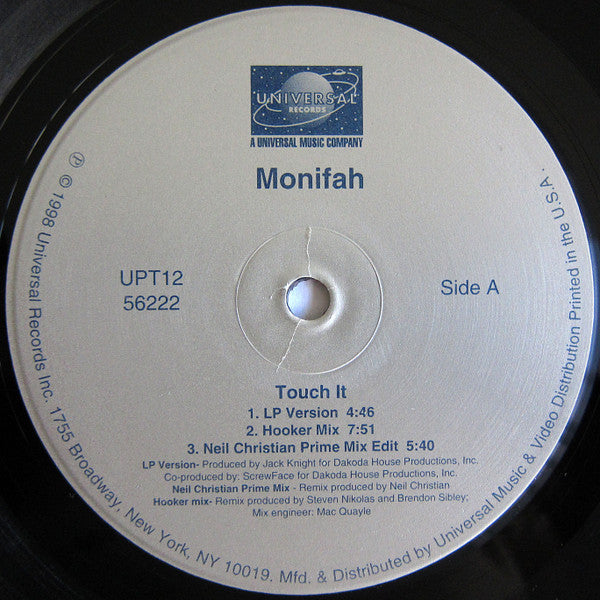 UNIVERSAL
RECORDS
A UNIVERSAL MUSIC COMPANY
Monifah
UPT12
56222
Side A
Touch It
1. LP Version 4:46
2. Hooker Mix 7:51
3. Neil Christian Prime Mix Edit 5:40
LP Version- Produced by Jack Knight for Dakoda House Productions, Inc.
Co-produced by: ScrewFace for Dakoda House Productions, Inc.
Neil Christian Prime Mix - Remix produced by Neil Christian
Hooker mix- Remix produced by Steven Nikolas and Brendon Sibley;
Mix engineer: Mac Quayle
℗ © 1998 Universal Records Inc. 1755 Broadway, New York, NY 10019. Mfd. & Distributed by Universal Music & Video Distribution Printed in the U.S.A.